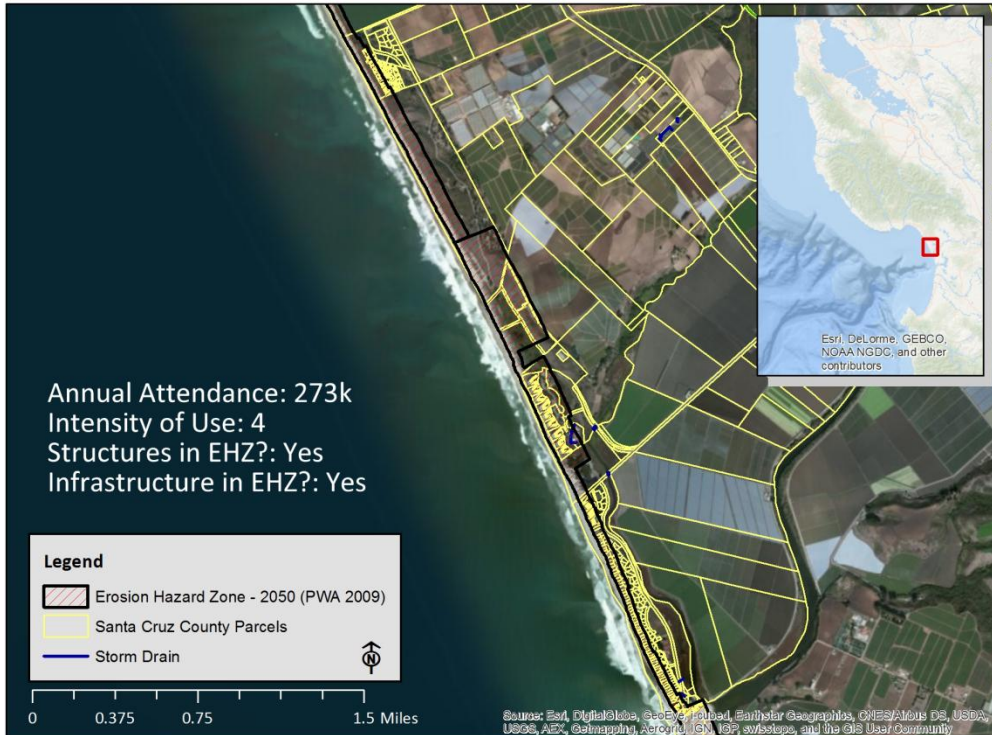 Esri, DeLorme, GEBCO,
NOAA NGDC, and other
contributors
Annual Attendance: 273k
Intensity of Use: 4
Structures in EHZ?: Yes
Infrastructure in EHZ?: Yes
Legend
Erosion Hazard Zone - 2050 (PWA 2009)
Santa Cruz County Parcels
Storm Drain
N
0 0.375 0.75 1.5 Miles
Source: Esri, DigitalGlobe, GeoEye, i-cubed, Earthstar Geographics, CNES/Airbus DS, USDA,
USGS, AEX, Getmapping, Aerogrid, IGN, IGP, swisstopo, and the GIS User Community